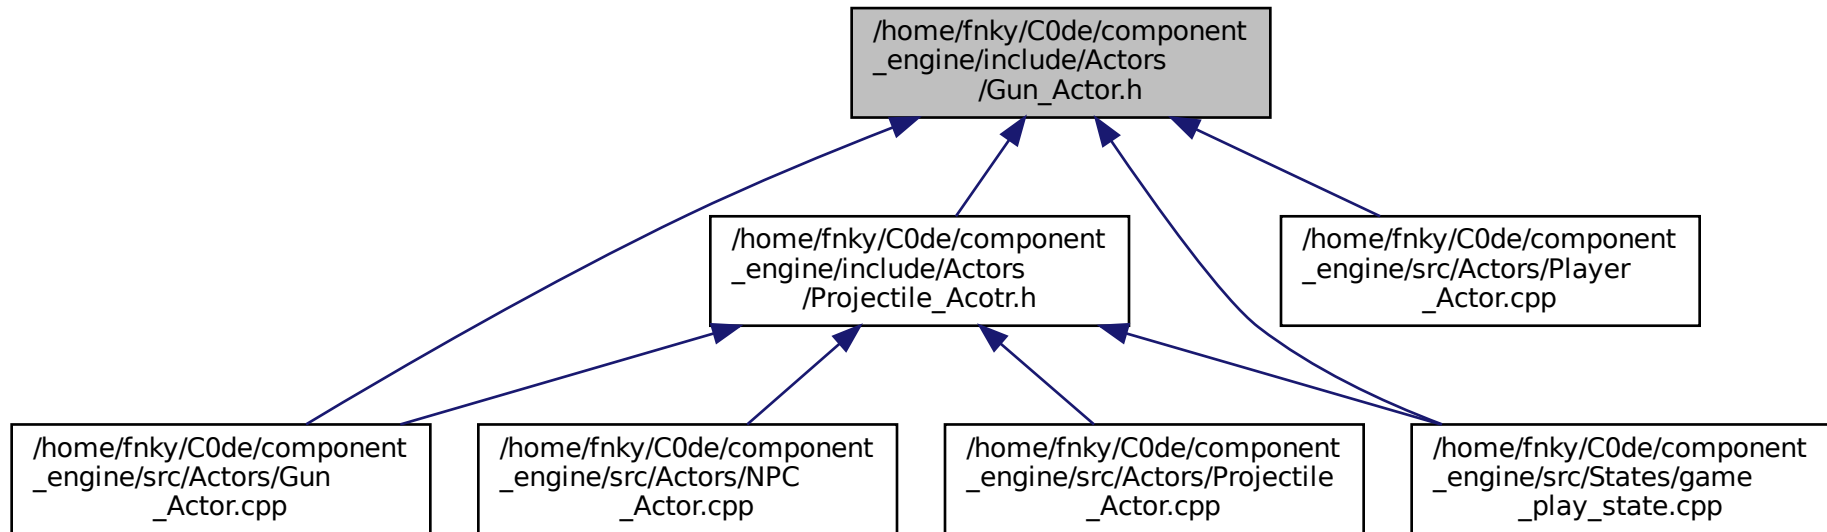 /home/fnky/C0de/component
_engine/include/Actors
/Gun_Actor.h
/home/fnky/C0de/component
_engine/include/Actors
/Projectile_Acotr.h
/home/fnky/C0de/component
_engine/src/Actors/Player
_Actor.cpp
/home/fnky/C0de/component
_engine/src/Actors/Gun
_Actor.cpp
/home/fnky/C0de/component
_engine/src/Actors/NPC
_Actor.cpp
/home/fnky/C0de/component
_engine/src/Actors/Projectile
_Actor.cpp
/home/fnky/C0de/component
_engine/src/States/game
_play_state.cpp